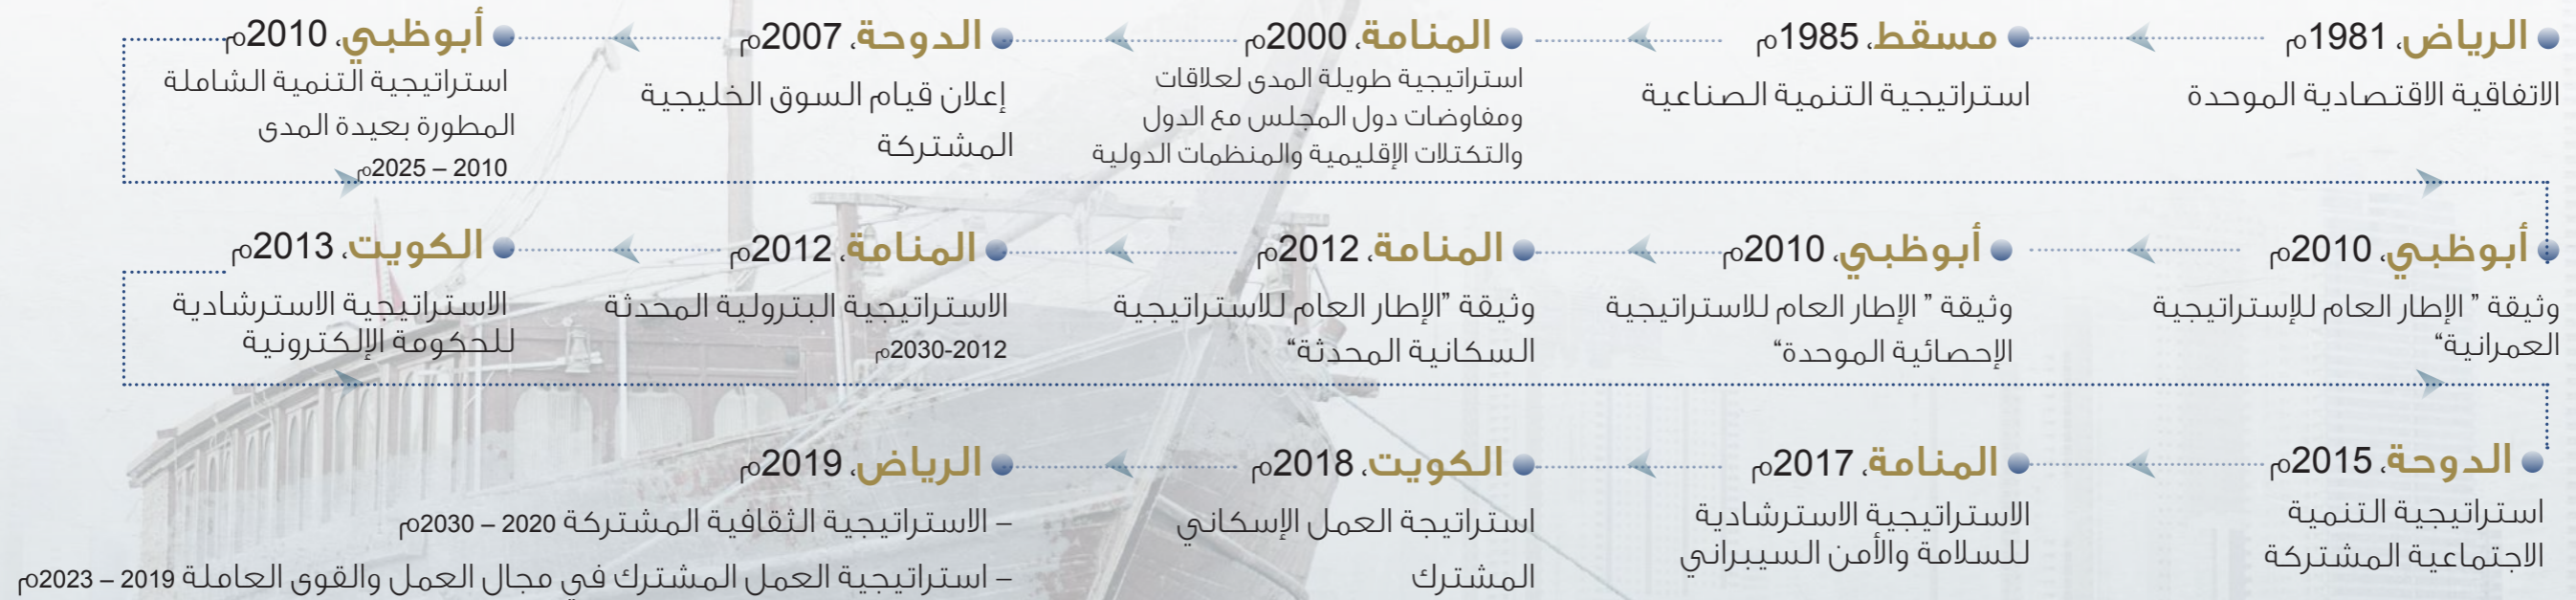 الرياض، 1981م
الاتفاقية الاقتصادية الموحدة
مسقط، 1985م
استراتيجية التنمية الصناعية
المنامة، 2000م
استراتيجية طويلة المدى لعلاقات
ومفاوضات دول المجلس مع الدول
والتكتلات الإقليمية والمنظمات الدولية
الدوحة، 2007م
إعلان قيام السوق الخليجية
المشتركة
أبوظبي، 2010م
استراتيجية التنمية الشاملة
المطورة بعيدة المدى
2010 – 2025م
أبوظبي، 2010م
وثيقة ” الإطار العام للإستراتيجية
العمرانية“
أبوظبي، 2010م
وثيقة ” الإطار العام للاستراتيجية
الإحصائية الموحدة“
المنامة، 2012م
وثيقة ”الإطار العام للاستراتيجية
السكانية المحدثة“
المنامة، 2012م
الاستراتيجية البترولية المحدثة
2030-2012م
الكويت، 2013م
الاستراتيجية الاسترشادية
للحكومة الإلكترونية
الدوحة، 2015م
استراتيجية التنمية
الاجتماعية المشتركة
المنامة، 2017م
الاستراتيجية الاسترشادية
للسلامة والأمن السيبراني
الكويت، 2018م
استراتيجة العمل الإسكاني
المشترك
الرياض، 2019م
– الاستراتيجية الثقافية المشتركة 2020 – 2030م
– استراتيجية العمل المشترك في مجال العمل والقوى العاملة 2019 – 2023م